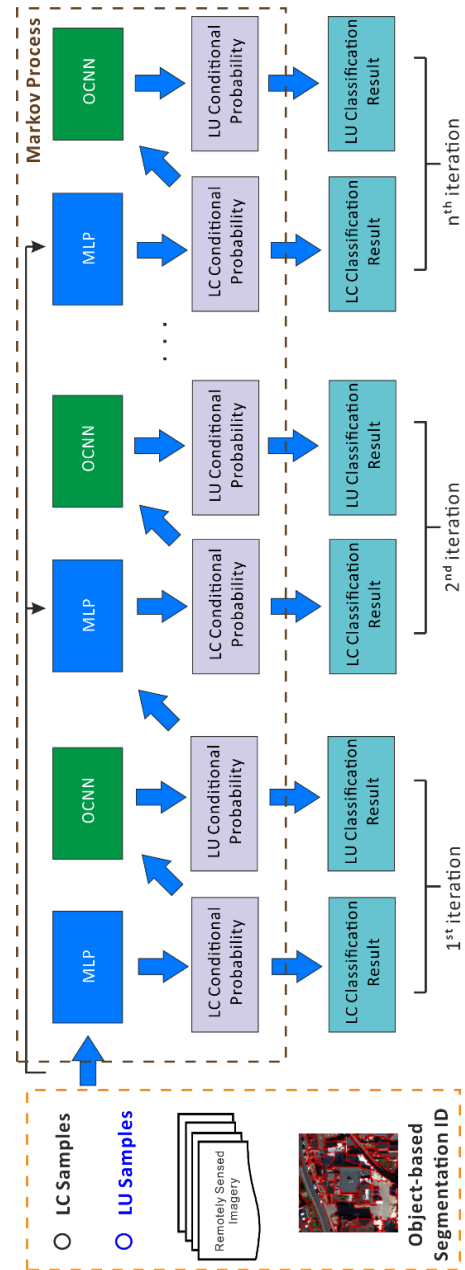 LC Samples
LU Samples
Remotely Sensed
Imagery
Object-based
Segmentation ID
Markov Process
MLP
OCNN
MLP
OCNN
. . .
MLP
OCNN
LC Conditional
Probability
LU Conditional
Probability
LC Conditional
Probability
LU Conditional
Probability
LC Conditional
Probability
LU Conditional
Probability
LC Classification
Result
LU Classification
Result
LC Classification
Result
LU Classification
Result
LC Classification
Result
LU Classification
Result
1st iteration
2nd iteration
nth iteration